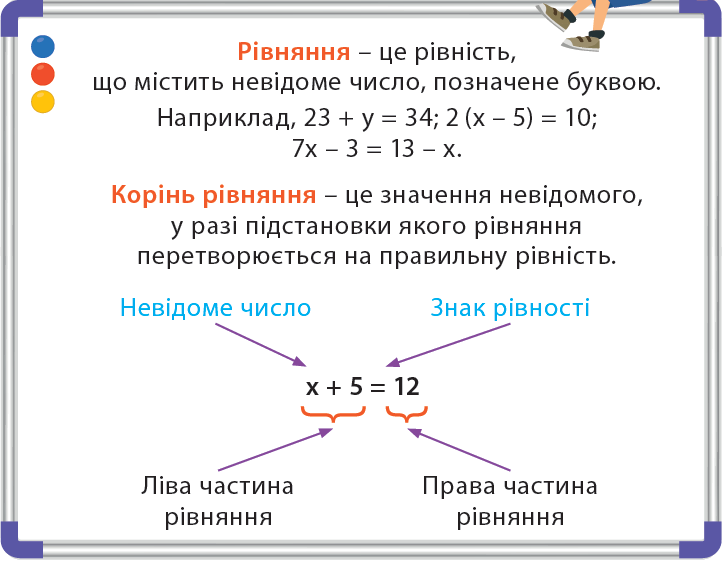 Рівняння – це рівність,
що містить невідоме число, позначене буквою.
Наприклад, 23 + y = 34; 2 (x – 5) = 10;
7x – 3 = 13 – x.
Корінь рівняння – це значення невідомого,
у разі підстановки якого рівняння
перетворюється на правильну рівність.
Невідоме число Знак рівності
x + 5 = 12
Ліва частина Права частина
рівняння рівняння